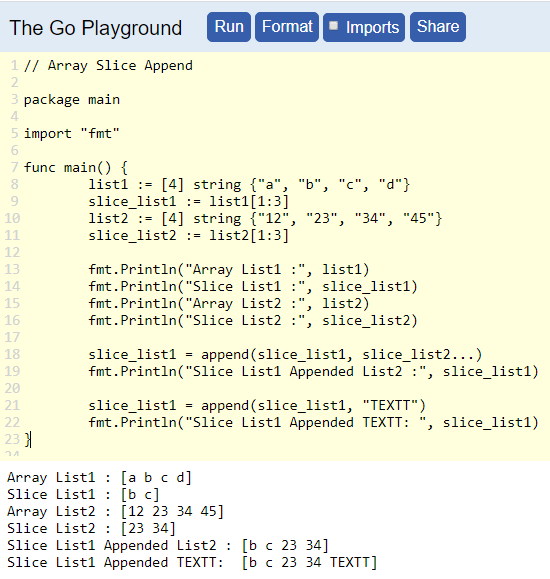 The Go Playground Run Format Imports Share
1 // Array Slice Append
2
3 package main
4
5 import "fmt"
6
7 func main() {
8 list1 := [4] string {"a", "b", "c", "d"}
9 slice_list1 := list1[1:3]
10 list2 := [4] string {"12", "23", "34", "45"}
11 slice_list2 := list2[1:3]
12
13 fmt.Println("Array List1 :", list1)
14 fmt.Println("Slice List1 :", slice_list1)
15 fmt.Println("Array List2 :", list2)
16 fmt.Println("Slice List2 :", slice_list2)
17
18 slice_list1 = append(slice_list1, slice_list2...)
19 fmt.Println("Slice List1 Appended List2 :", slice_list1)
20
21 slice_list1 = append(slice_list1, "TEXTT")
22 fmt.Println("Slice List1 Appended TEXTT: ", slice_list1)
23 }
24
Array List1 : [a b c d]
Slice List1 : [b c]
Array List2 : [12 23 34 45]
Slice List2 : [23 34]
Slice List1 Appended List2 : [b c 23 34]
Slice List1 Appended TEXTT:  [b c 23 34 TEXTT]